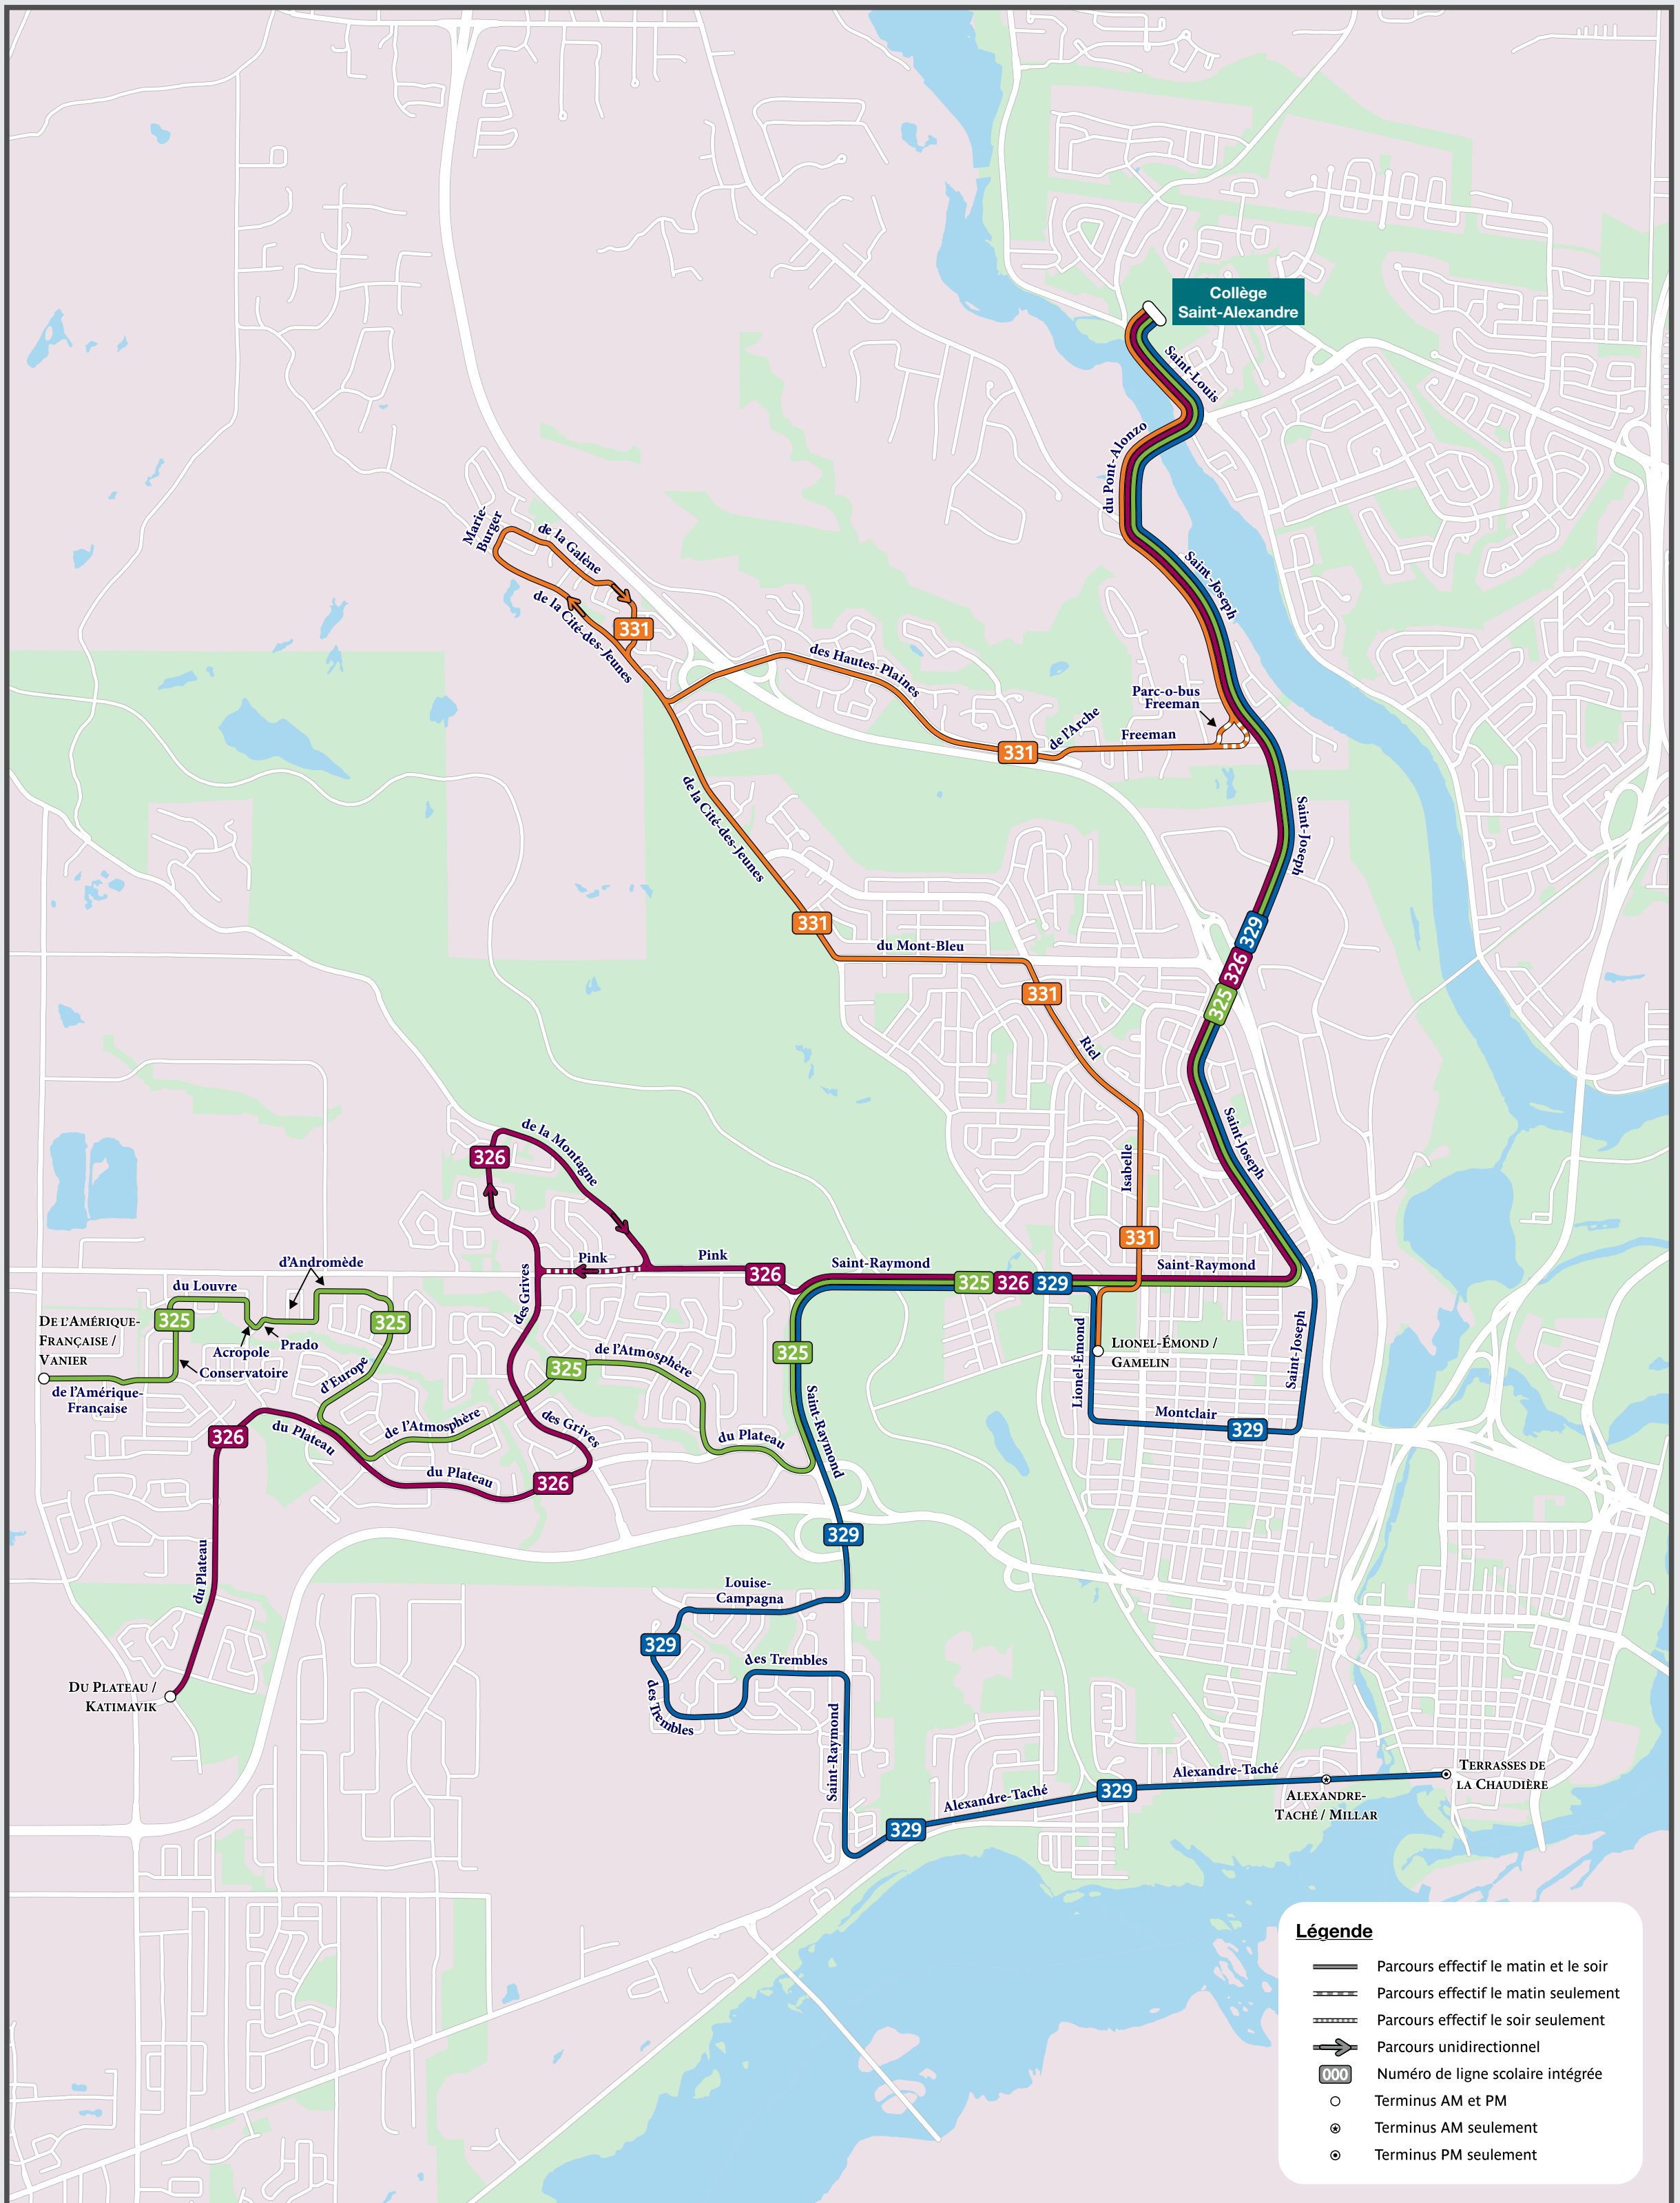 Collège
Saint-Alexandre
Saint-Louis
du Pont-Alonzo
Saint-Joseph
Marie-
Burger
de la Galène
de la Cité-des-Jeunes
331
des Hautes-Plaines
Parc-o-bus
Freeman
de l'Arche
Freeman
331
de la Cité-des-Jeunes
Saint-Joseph
331
du Mont-Bleu
329
326
325
331
Riel
Saint-Joseph
de la Montagne
326
Isabelle
331
Pink
Pink
326
Saint-Raymond
Saint-Raymond
325
326
329
d'Andromède
du Louvre
des Grives
325
325
De l'Amérique-
Française /
Vanier
Acropole
Prado
Conservatoire
de l'Amérique-
Française
d'Europe
325
de l'Atmosphère
325
Lionel-Émond
Lionel-Émond /
Gamelin
Saint-Joseph
Montclair
329
326
du Plateau
de l'Atmosphère
des Grives
du Plateau
Saint-Raymond
du Plateau
326
329
du Plateau
Louise-
Campagna
329
des Trembles
des Trembles
Du Plateau /
Katimavik
Saint-Raymond
Alexandre-Taché
Terrasses de
la Chaudière
329
Alexandre-Taché
Alexandre-
Taché / Millar
329
Légende
Parcours effectif le matin et le soir
Parcours effectif le matin seulement
Parcours effectif le soir seulement
Parcours unidirectionnel
000 Numéro de ligne scolaire intégrée
Terminus AM et PM
Terminus AM seulement
Terminus PM seulement